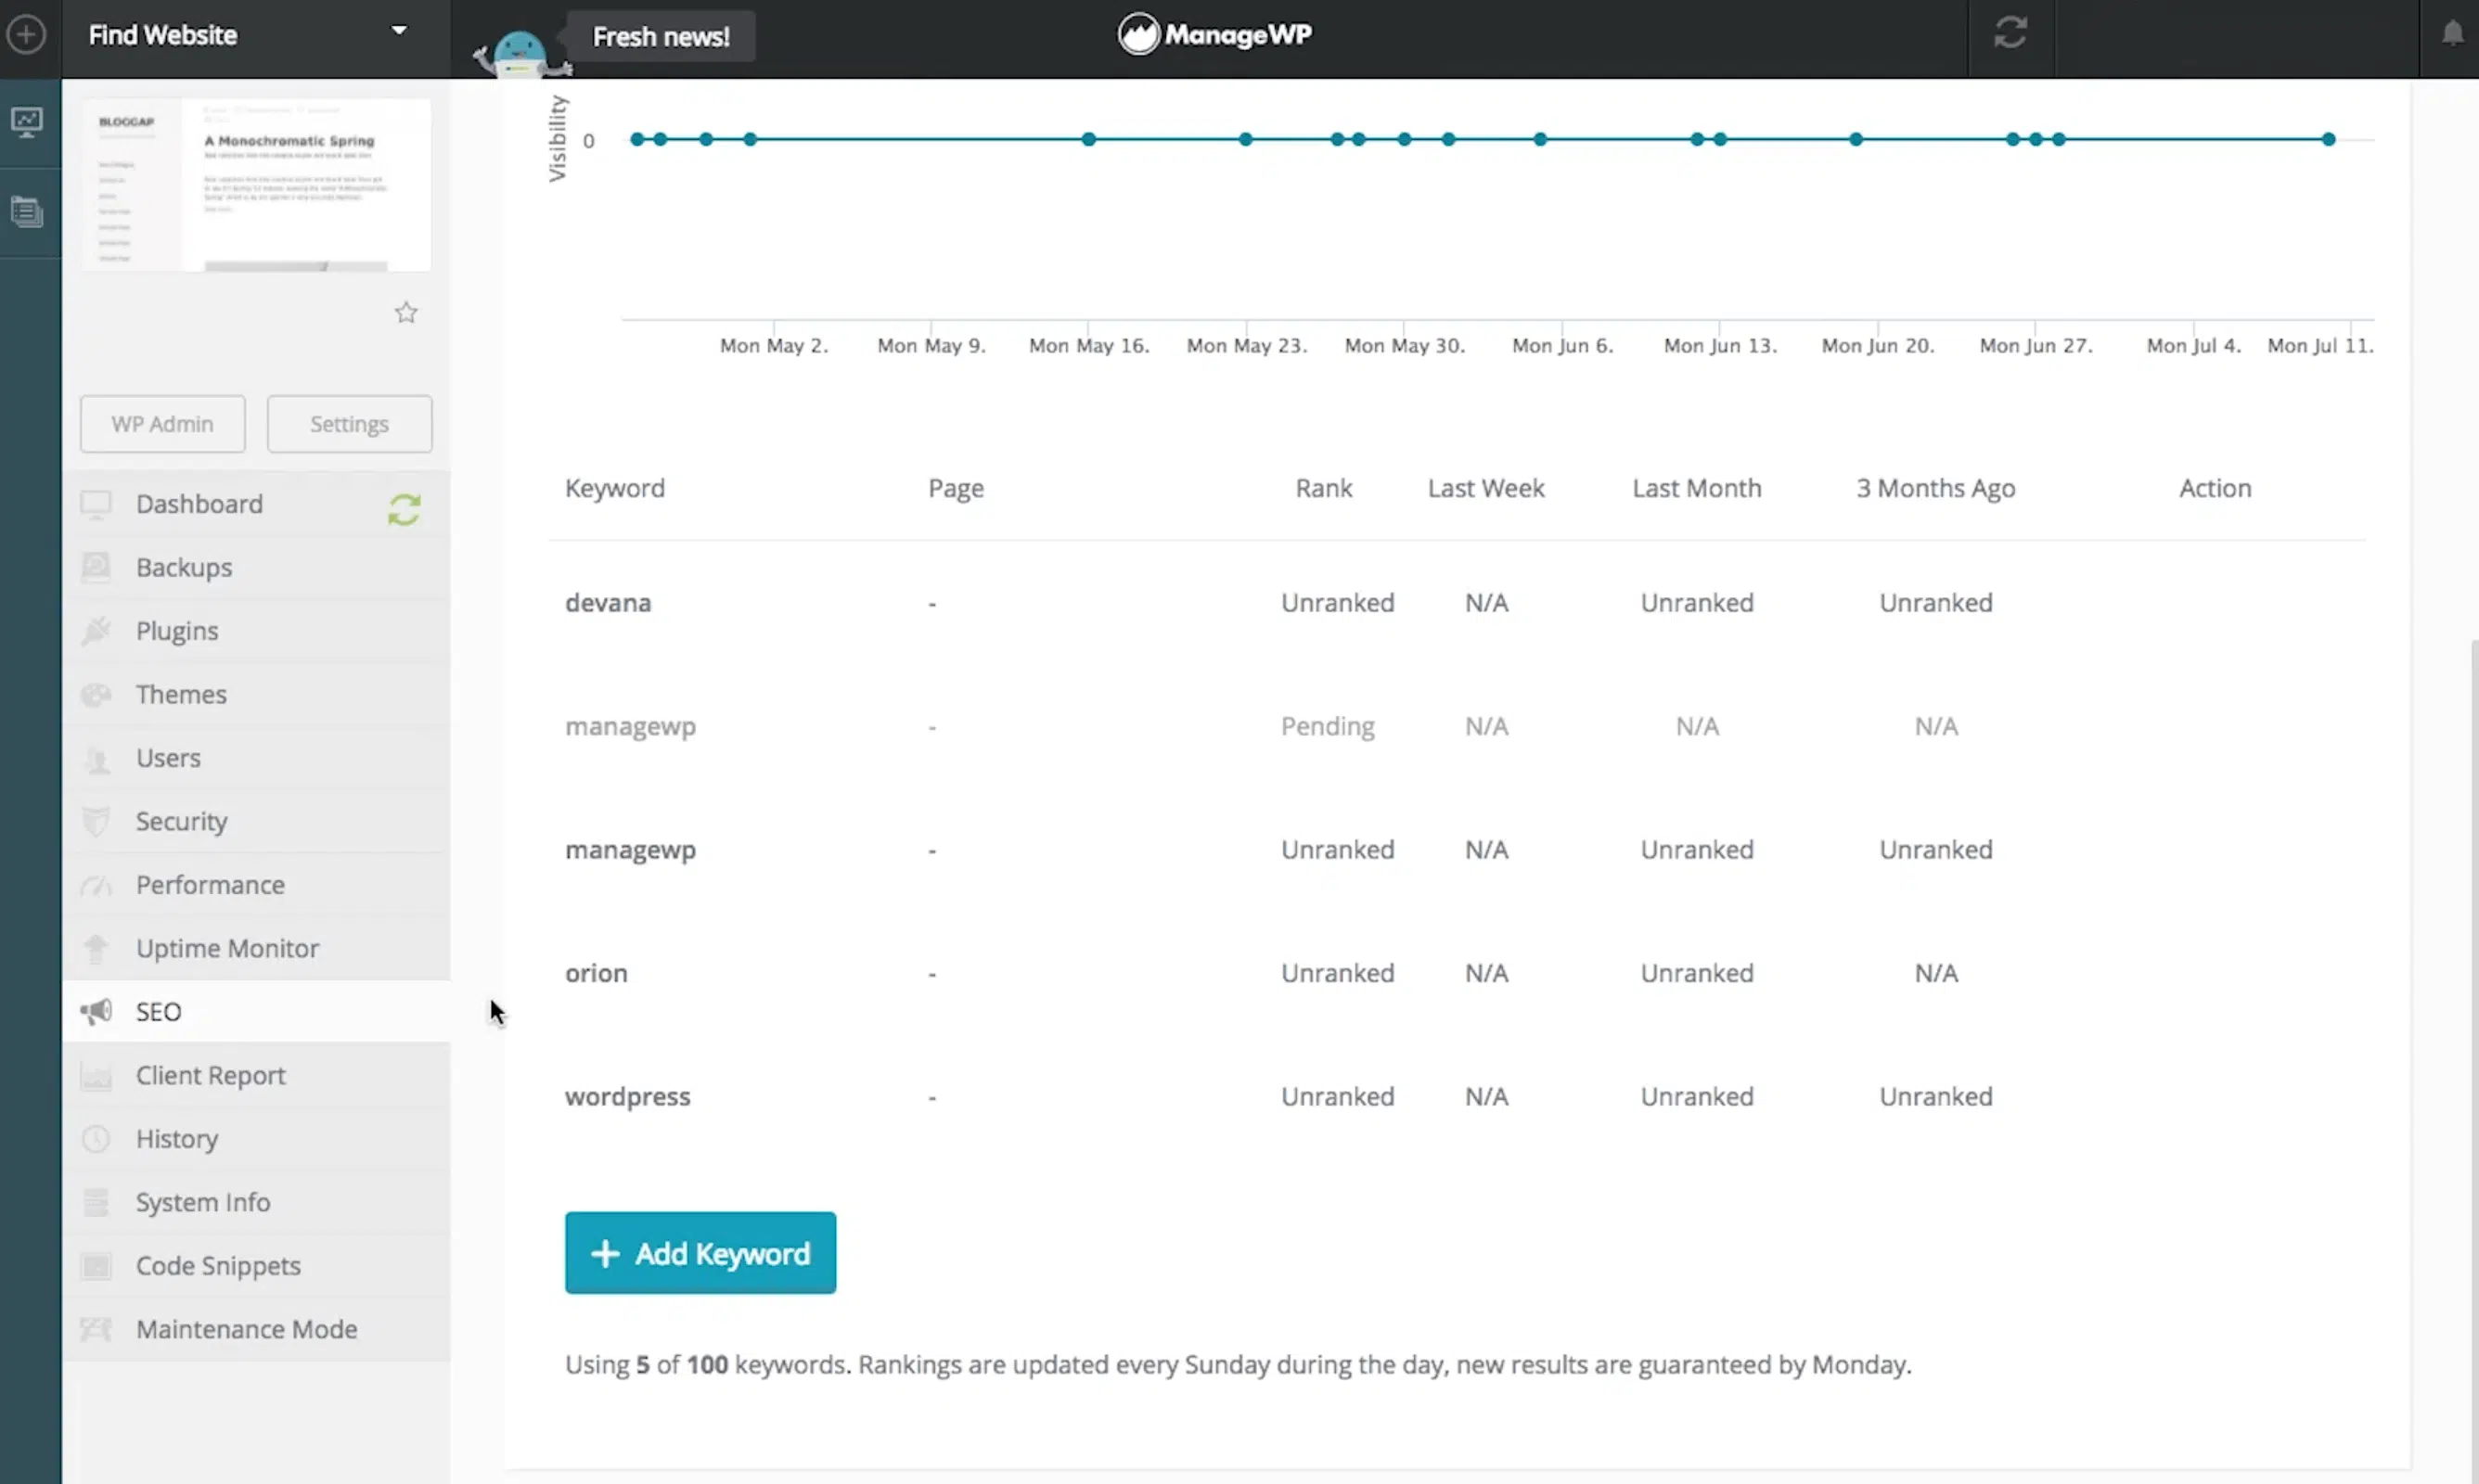 Find Website
Fresh news!
ManageWP
BLOGGAP
A Monochromatic Spring
WP Admin
Settings
Dashboard
Backups
Plugins
Themes
Users
Security
Performance
Uptime Monitor
SEO
Client Report
History
System Info
Code Snippets
Maintenance Mode
Visibility
0
Mon May 2. Mon May 9. Mon May 16. Mon May 23. Mon May 30. Mon Jun 6. Mon Jun 13. Mon Jun 20. Mon Jun 27. Mon Jul 4. Mon Jul 11.
Keyword Page Rank Last Week Last Month 3 Months Ago Action
devana - Unranked N/A Unranked Unranked
managewp - Pending N/A N/A N/A
managewp - Unranked N/A Unranked Unranked
orion - Unranked N/A Unranked N/A
wordpress - Unranked N/A Unranked Unranked
+ Add Keyword
Using 5 of 100 keywords. Rankings are updated every Sunday during the day, new results are guaranteed by Monday.